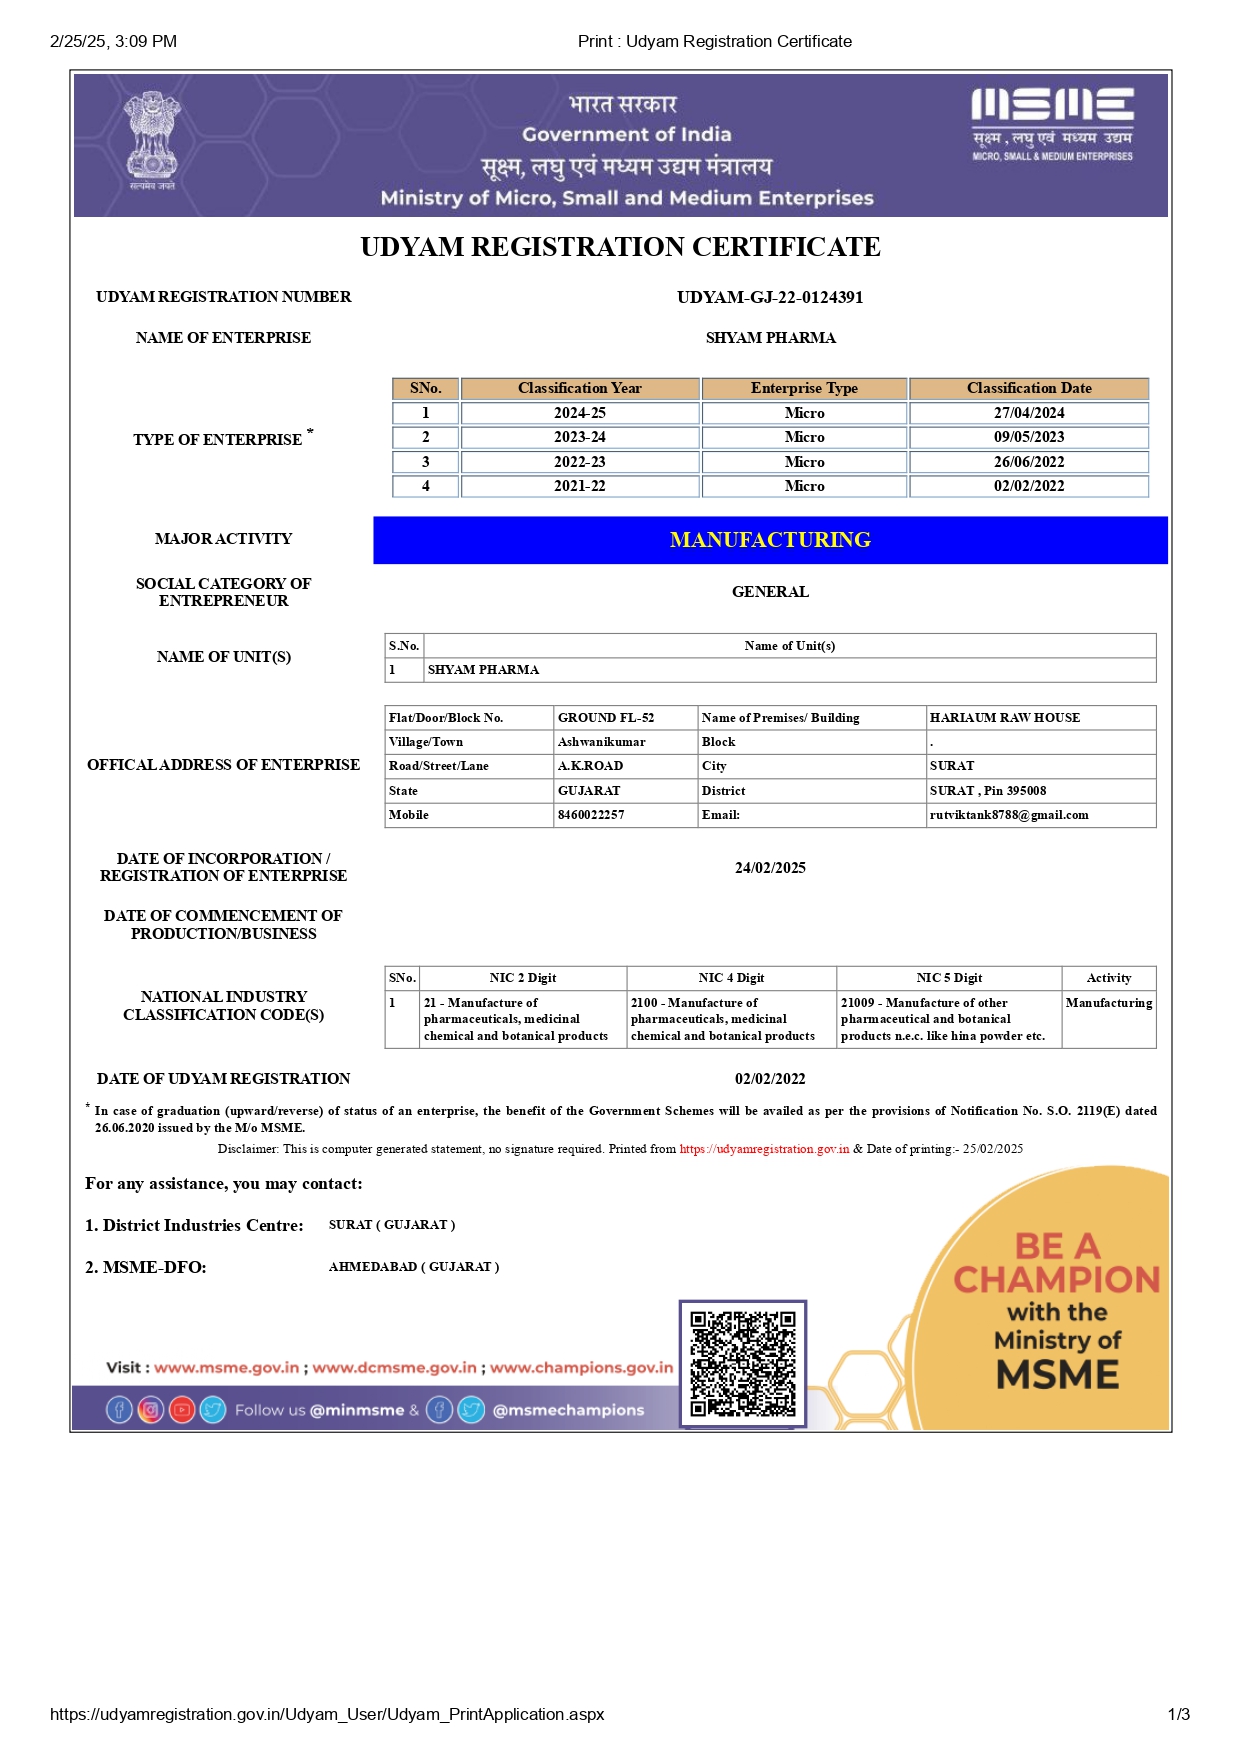 2/25/25, 3:09 PM Print : Udyam Registration Certificate
सत्यमेव जयते
भारत सरकार
Government of India
सूक्ष्म, लघु एवं मध्यम उद्यम मंत्रालय
Ministry of Micro, Small and Medium Enterprises
MSME
सूक्ष्म , लघु एवं मध्यम उद्यम
MICRO, SMALL & MEDIUM ENTERPRISES
UDYAM REGISTRATION CERTIFICATE
UDYAM REGISTRATION NUMBER UDYAM-GJ-22-0124391
NAME OF ENTERPRISE SHYAM PHARMA
TYPE OF ENTERPRISE *
SNo. Classification Year Enterprise Type Classification Date
1 2024-25 Micro 27/04/2024
2 2023-24 Micro 09/05/2023
3 2022-23 Micro 26/06/2022
4 2021-22 Micro 02/02/2022
MAJOR ACTIVITY MANUFACTURING
SOCIAL CATEGORY OF
ENTREPRENEUR
GENERAL
NAME OF UNIT(S)
S.No. Name of Unit(s)
1 SHYAM PHARMA
OFFICAL ADDRESS OF ENTERPRISE
Flat/Door/Block No. GROUND FL-52 Name of Premises/ Building HARIAUM RAW HOUSE
Village/Town Ashwanikumar Block .
Road/Street/Lane A.K.ROAD City SURAT
State GUJARAT District SURAT , Pin 395008
Mobile 8460022257 Email: rutviktank8788@gmail.com
DATE OF INCORPORATION /
REGISTRATION OF ENTERPRISE
24/02/2025
DATE OF COMMENCEMENT OF
PRODUCTION/BUSINESS
NATIONAL INDUSTRY
CLASSIFICATION CODE(S)
SNo. NIC 2 Digit NIC 4 Digit NIC 5 Digit Activity
1 21 - Manufacture of 2100 - Manufacture of 21009 - Manufacture of other Manufacturing
pharmaceuticals, medicinal pharmaceuticals, medicinal pharmaceutical and botanical
chemical and botanical products chemical and botanical products products n.e.c. like hina powder etc.
DATE OF UDYAM REGISTRATION 02/02/2022
* In case of graduation (upward/reverse) of status of an enterprise, the benefit of the Government Schemes will be availed as per the provisions of Notification No. S.O. 2119(E) dated
26.06.2020 issued by the M/o MSME.
Disclaimer: This is computer generated statement, no signature required. Printed from https://udyamregistration.gov.in & Date of printing:- 25/02/2025
For any assistance, you may contact:
1. District Industries Centre: SURAT ( GUJARAT )
2. MSME-DFO: AHMEDABAD ( GUJARAT )
BE A
CHAMPION
with the
Ministry of
MSME
Visit : www.msme.gov.in ; www.dcmsme.gov.in ; www.champions.gov.in
Follow us @minmsme & @msmechampions
https://udyamregistration.gov.in/Udyam_User/Udyam_PrintApplication.aspx 1/3